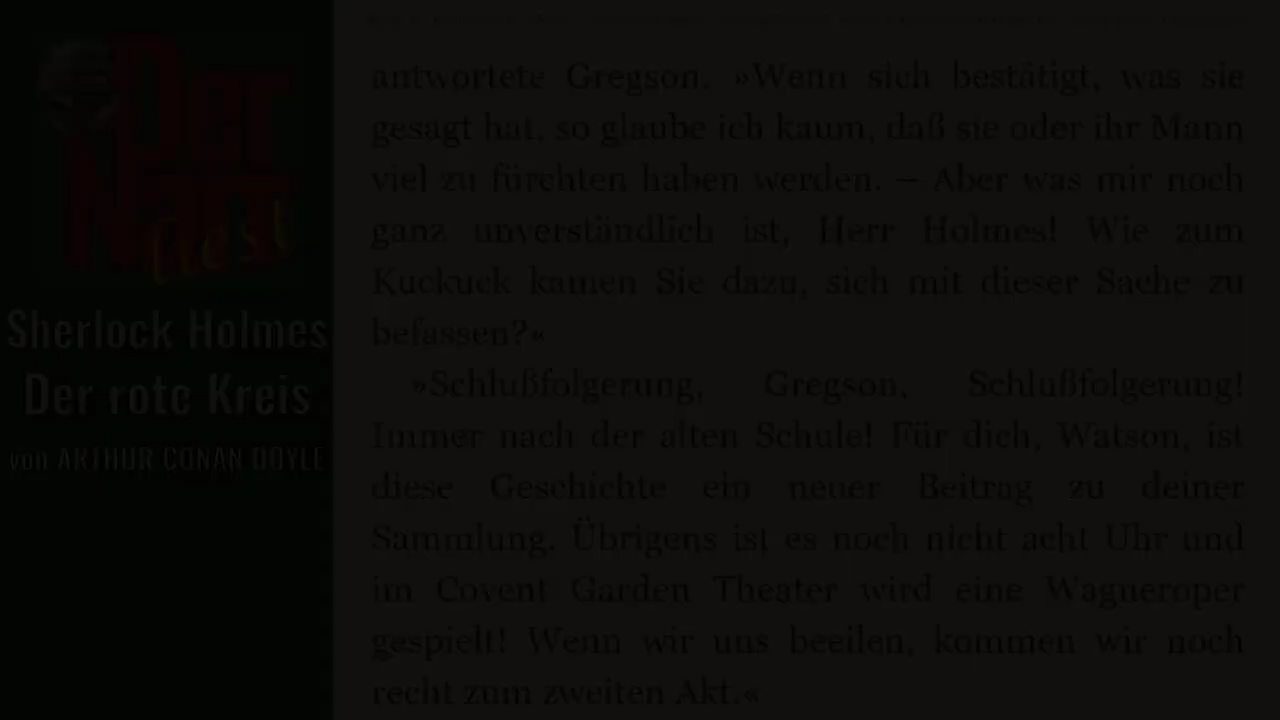 Der
Narr
liest
Sherlock Holmes
Der rote Kreis
von ARTHUR CONAN DOYLE
antwortete Gregson. »Wenn sich bestätigt, was sie
gesagt hat, so glaube ich kaum, daß sie oder ihr Mann
viel zu fürchten haben werden. – Aber was mir noch
ganz unverständlich ist, Herr Holmes! Wie zum
Kuckuck kamen Sie dazu, sich mit dieser Sache zu
befassen?«
»Schlußfolgerung, Gregson, Schlußfolgerung!
Immer nach der alten Schule! Für dich, Watson, ist
diese Geschichte ein neuer Beitrag zu deiner
Sammlung. Übrigens ist es noch nicht acht Uhr und
im Covent Garden Theater wird eine Wagneroper
gespielt! Wenn wir uns beeilen, kommen wir noch
recht zum zweiten Akt.«